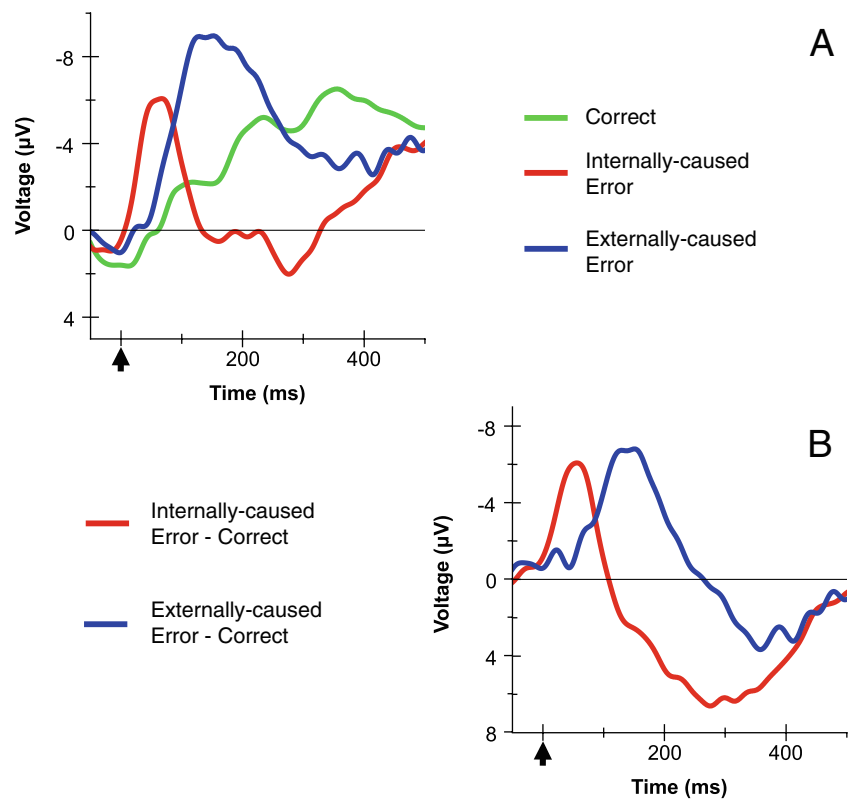 A
-8
-4
0
4
Voltage (µV)
200
400
Time (ms)
Correct
Internally-caused
Error
Externally-caused
Error
B
-8
-4
0
4
8
Voltage (µV)
200
400
Time (ms)
Internally-caused
Error - Correct
Externally-caused
Error - Correct